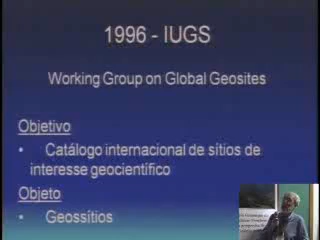 1996 - IUGS
Working Group on Global Geosites
Objetivo
• Catálogo internacional de sítios de
interesse geocientífico
Objeto
• Geossítios